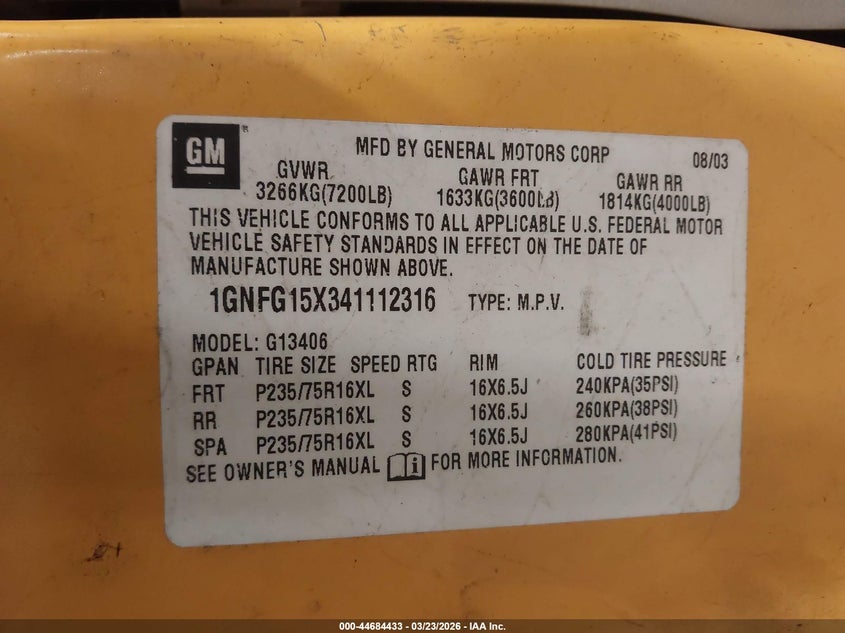 GM
MFD BY GENERAL MOTORS CORP 08/03
GVWR GAWR FRT GAWR RR
3266KG(7200LB) 1633KG(3600LB) 1814KG(4000LB)
THIS VEHICLE CONFORMS TO ALL APPLICABLE U.S. FEDERAL MOTOR
VEHICLE SAFETY STANDARDS IN EFFECT ON THE DATE OF
MANUFACTURE SHOWN ABOVE.
1GNFG15X341112316 TYPE: M.P.V.
MODEL: G13406
GPAN TIRE SIZE SPEED RTG RIM COLD TIRE PRESSURE
FRT P235/75R16XL S 16X6.5J 240KPA(35PSI)
RR P235/75R16XL S 16X6.5J 260KPA(38PSI)
SPA P235/75R16XL S 16X6.5J 280KPA(41PSI)
SEE OWNER'S MANUAL FOR MORE INFORMATION.
000-44684433 - 03/23/2026 - IAA Inc.